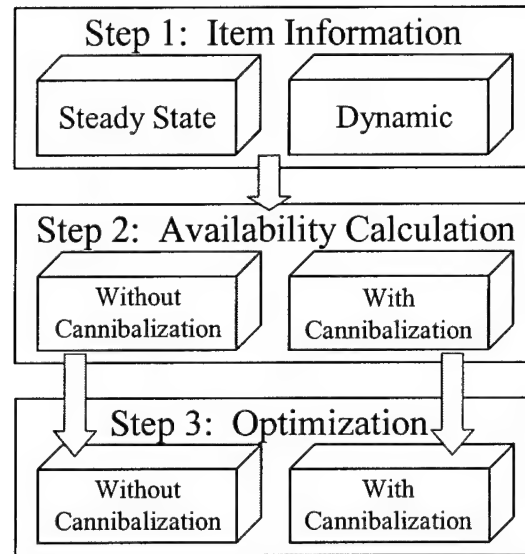 Step 1: Item Information
Steady State
Dynamic
Step 2: Availability Calculation
Without
Cannibalization
With
Cannibalization
Step 3: Optimization
Without
Cannibalization
With
Cannibalization